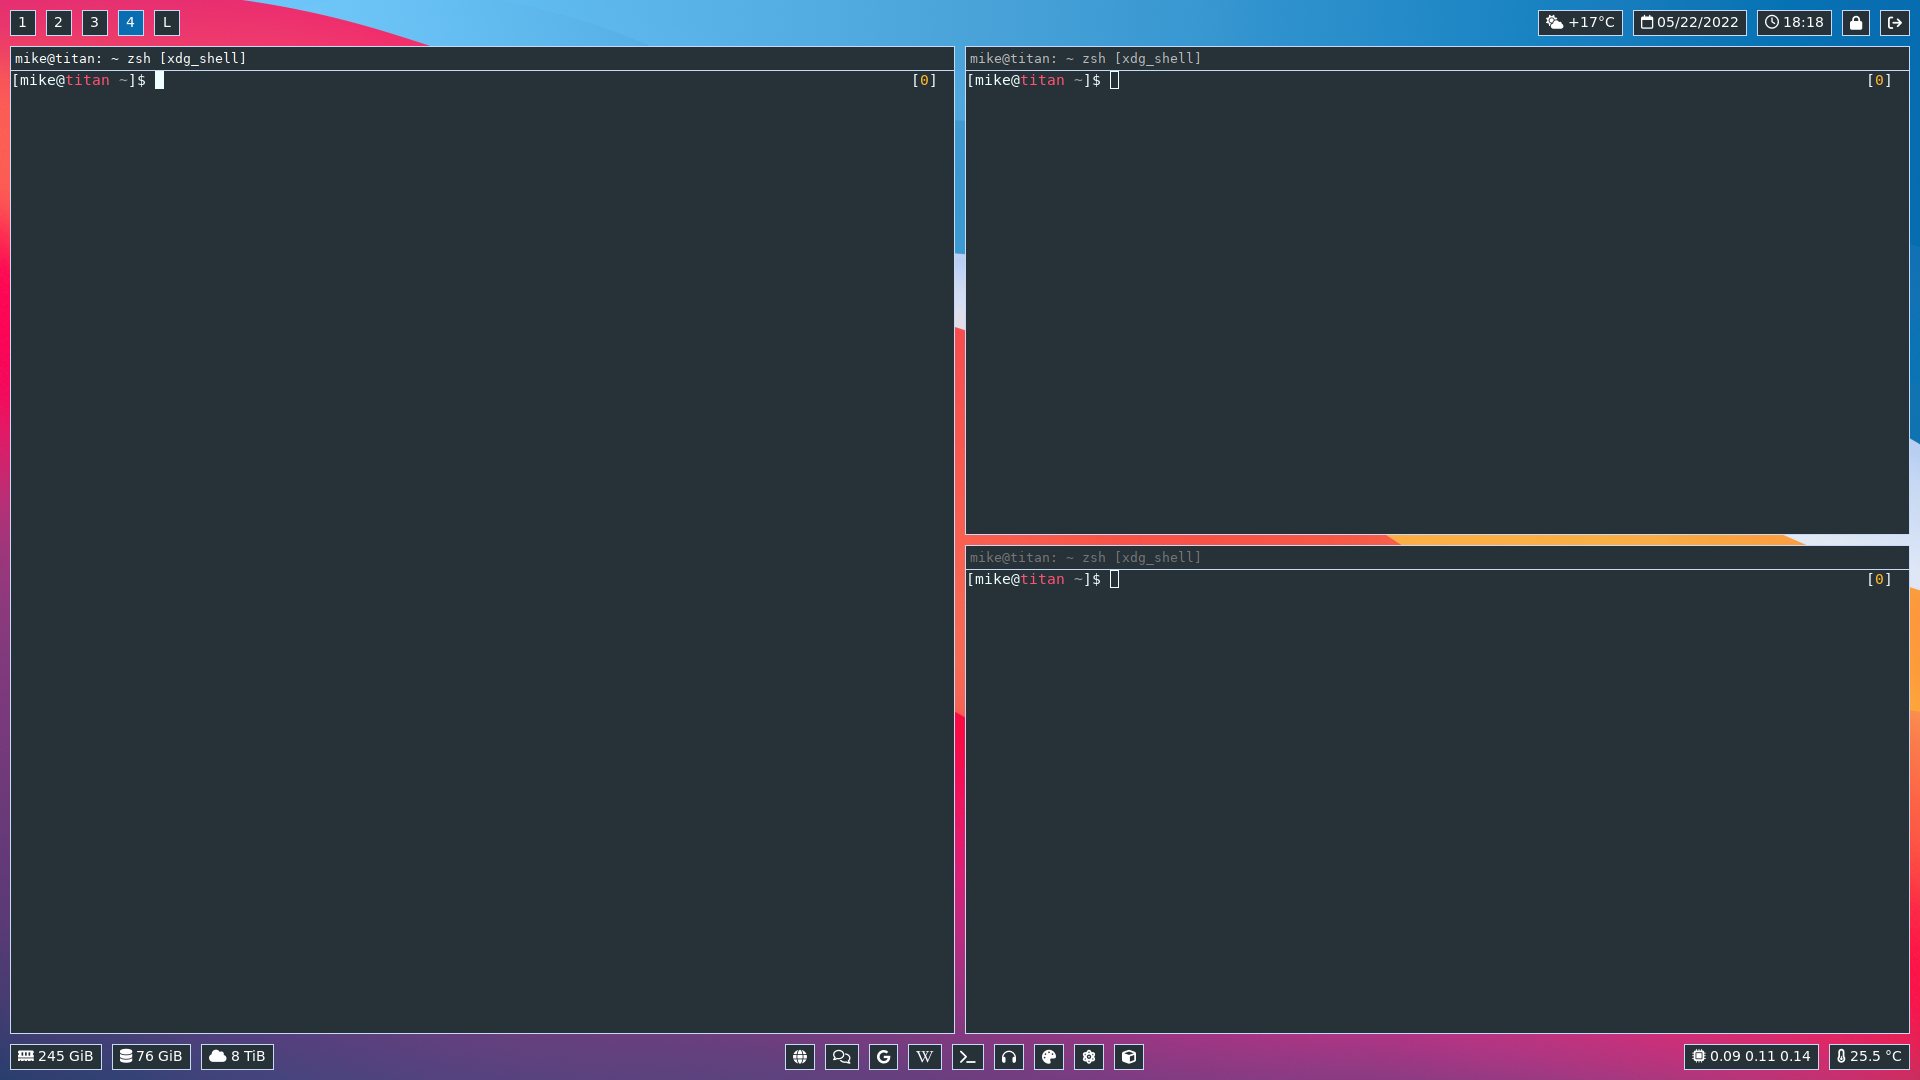 1 2 3 4 L
+17°C 05/22/2022 18:18
mike@titan: ~ zsh [xdg_shell]
[mike@titan ~]$ [0]
mike@titan: ~ zsh [xdg_shell]
[mike@titan ~]$ [0]
mike@titan: ~ zsh [xdg_shell]
[mike@titan ~]$ [0]
245 GiB 76 GiB 8 TiB
G W
0.09 0.11 0.14 25.5 °C